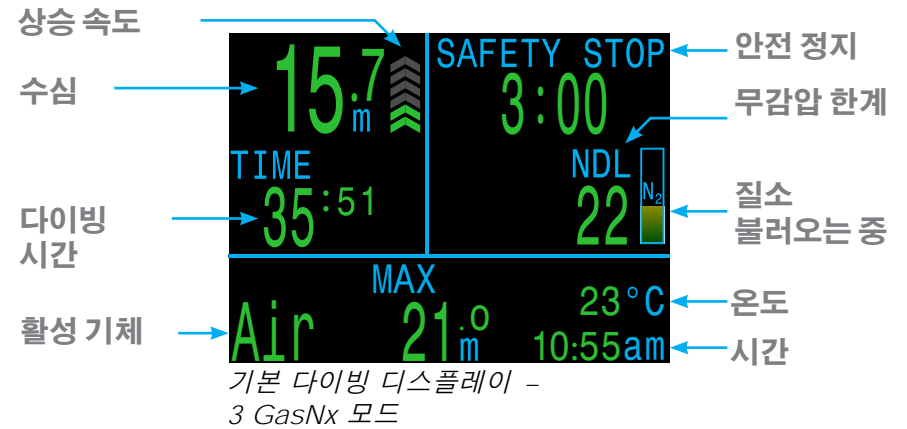 상승 속도
수심
다이빙
시간
활성 기체
15.7
m
TIME
35:51
SAFETY STOP
3:00
NDL
22
N2
MAX
Air
21.0
m
23°C
10:55am
안전 정지
무감압 한계
질소
불러오는 중
온도
시간
기본 다이빙 디스플레이 –
3 GasNx 모드